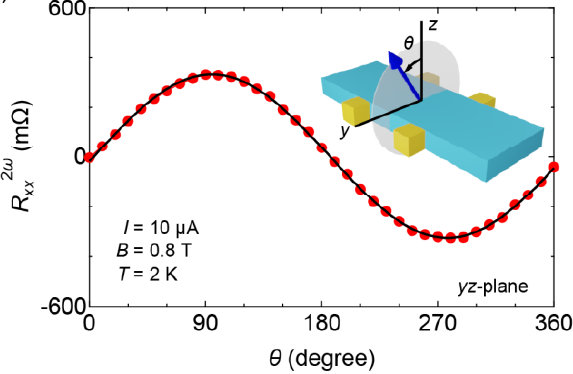 600
0
-600
R_xx^2ω (mΩ)
z
θ
y
I = 10 μA
B = 0.8 T
T = 2 K
yz-plane
0 90 180 270 360
θ (degree)